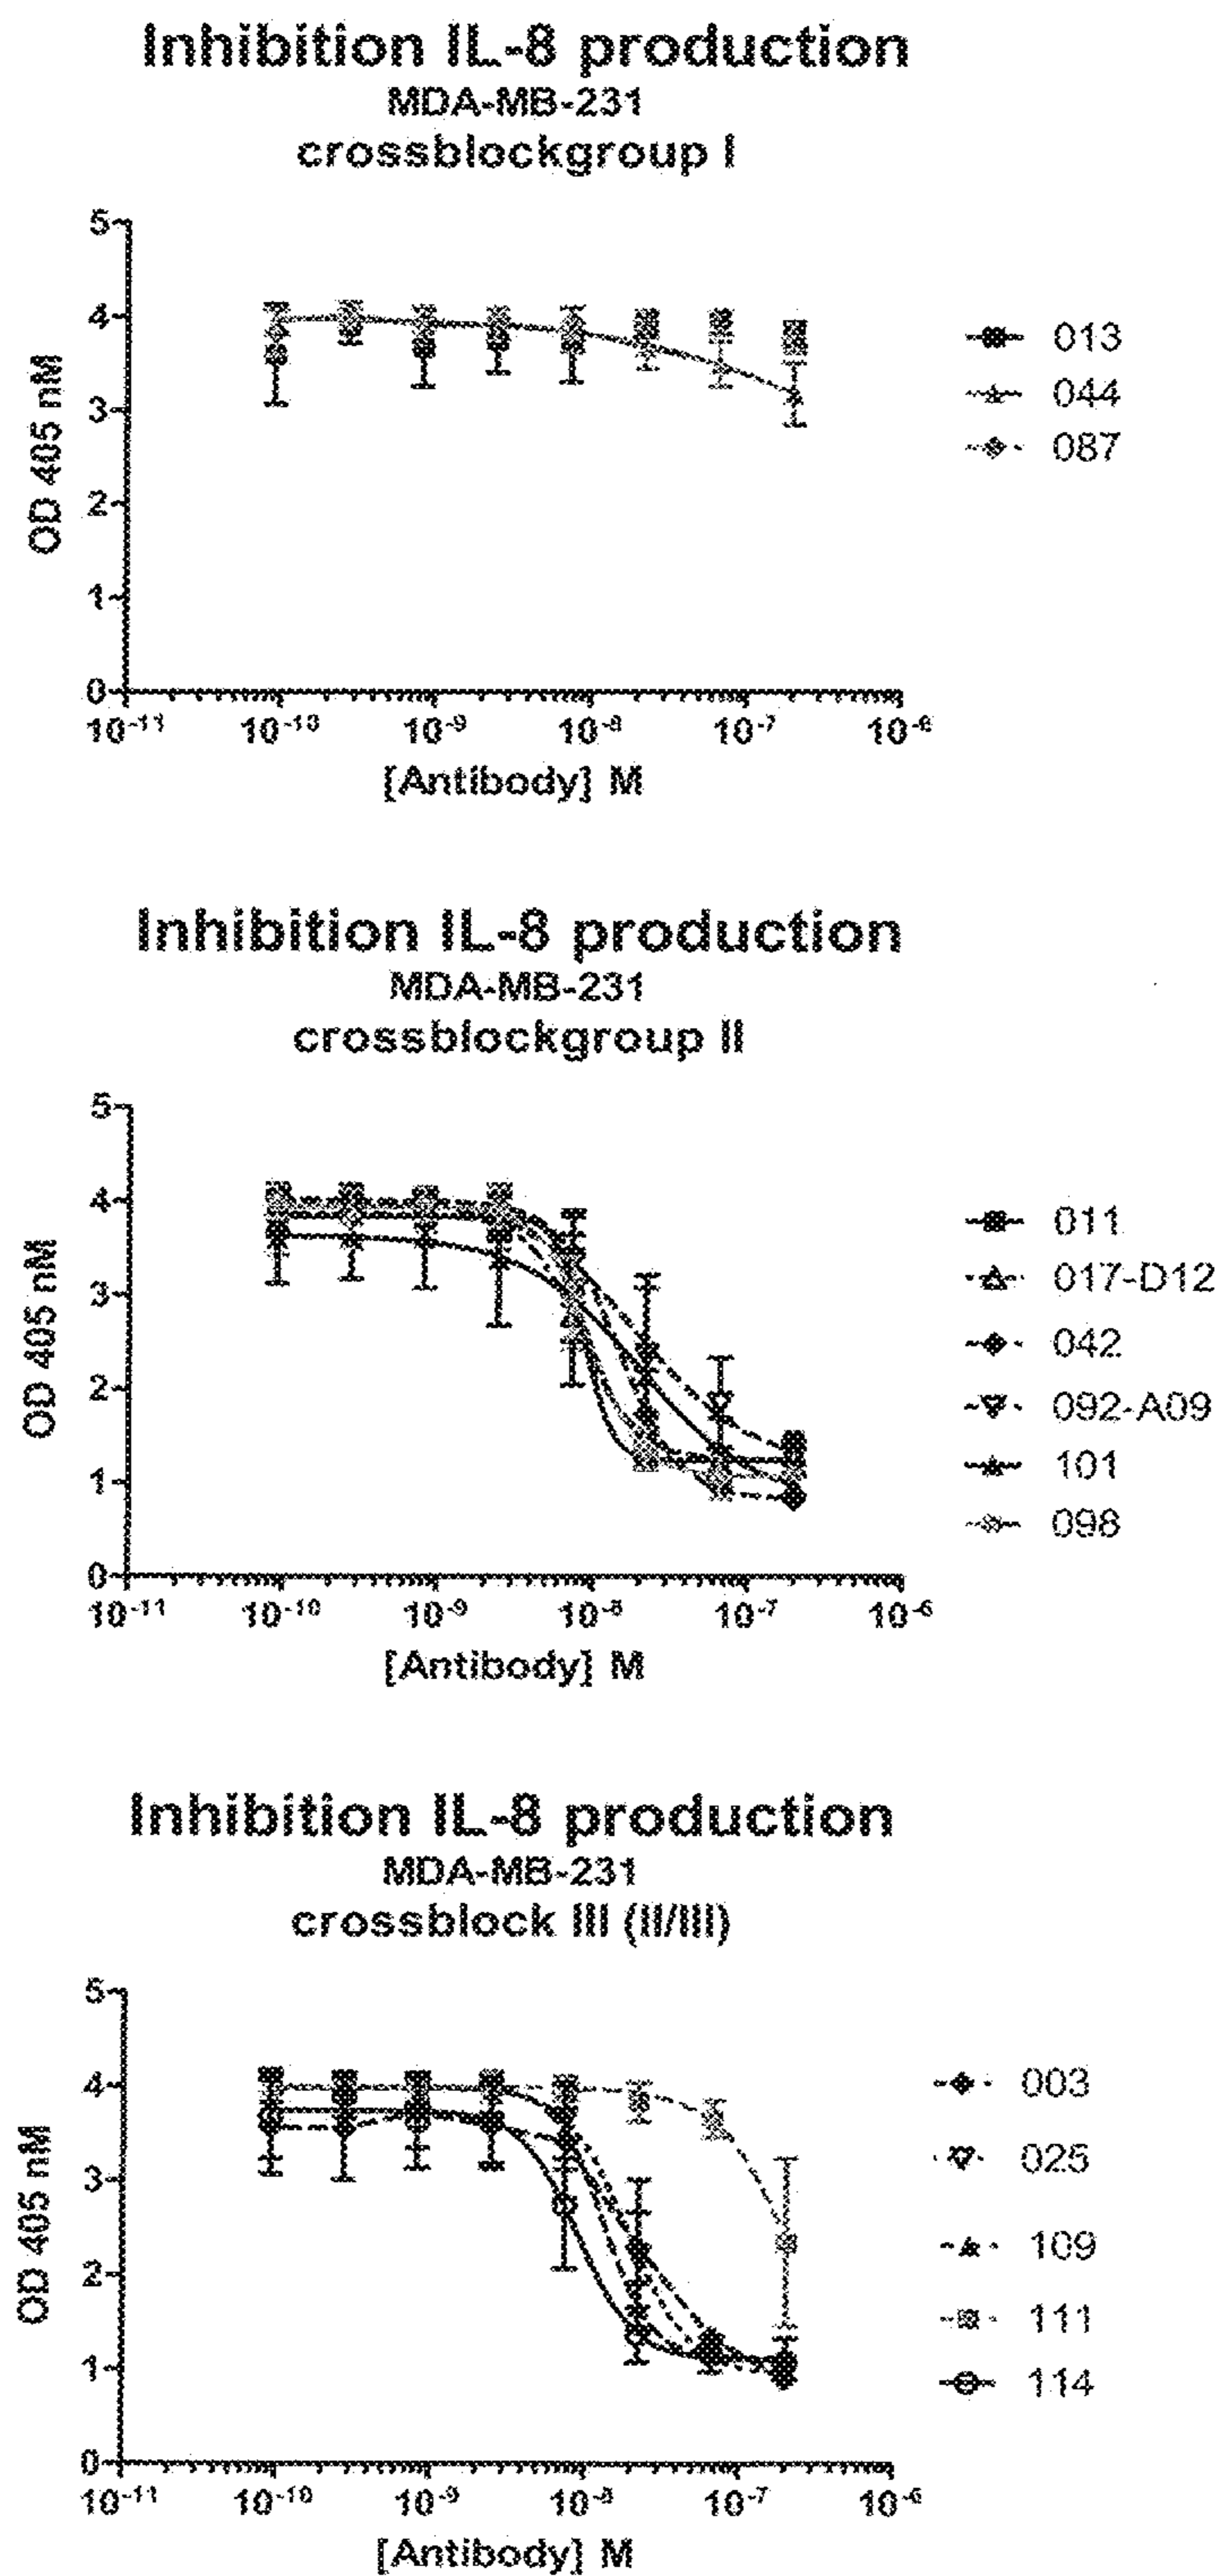 Inhibition IL-8 production
MDA-MB-231
crossblockgroup I
5
4
3
2
1
0
OD 405 nM
10-11
10-10
10-9
10-8
10-7
10-6
[Antibody] M
013
044
087
Inhibition IL-8 production
MDA-MB-231
crossblockgroup II
5
4
3
2
1
0
OD 405 nM
10-11
10-10
10-9
10-8
10-7
10-6
[Antibody] M
011
017-D12
042
092-A09
101
098
Inhibition IL-8 production
MDA-MB-231
crossblock III (II/III)
5
4
3
2
1
0
OD 405 nM
10-11
10-10
10-9
10-8
10-7
10-6
[Antibody] M
003
025
109
111
114